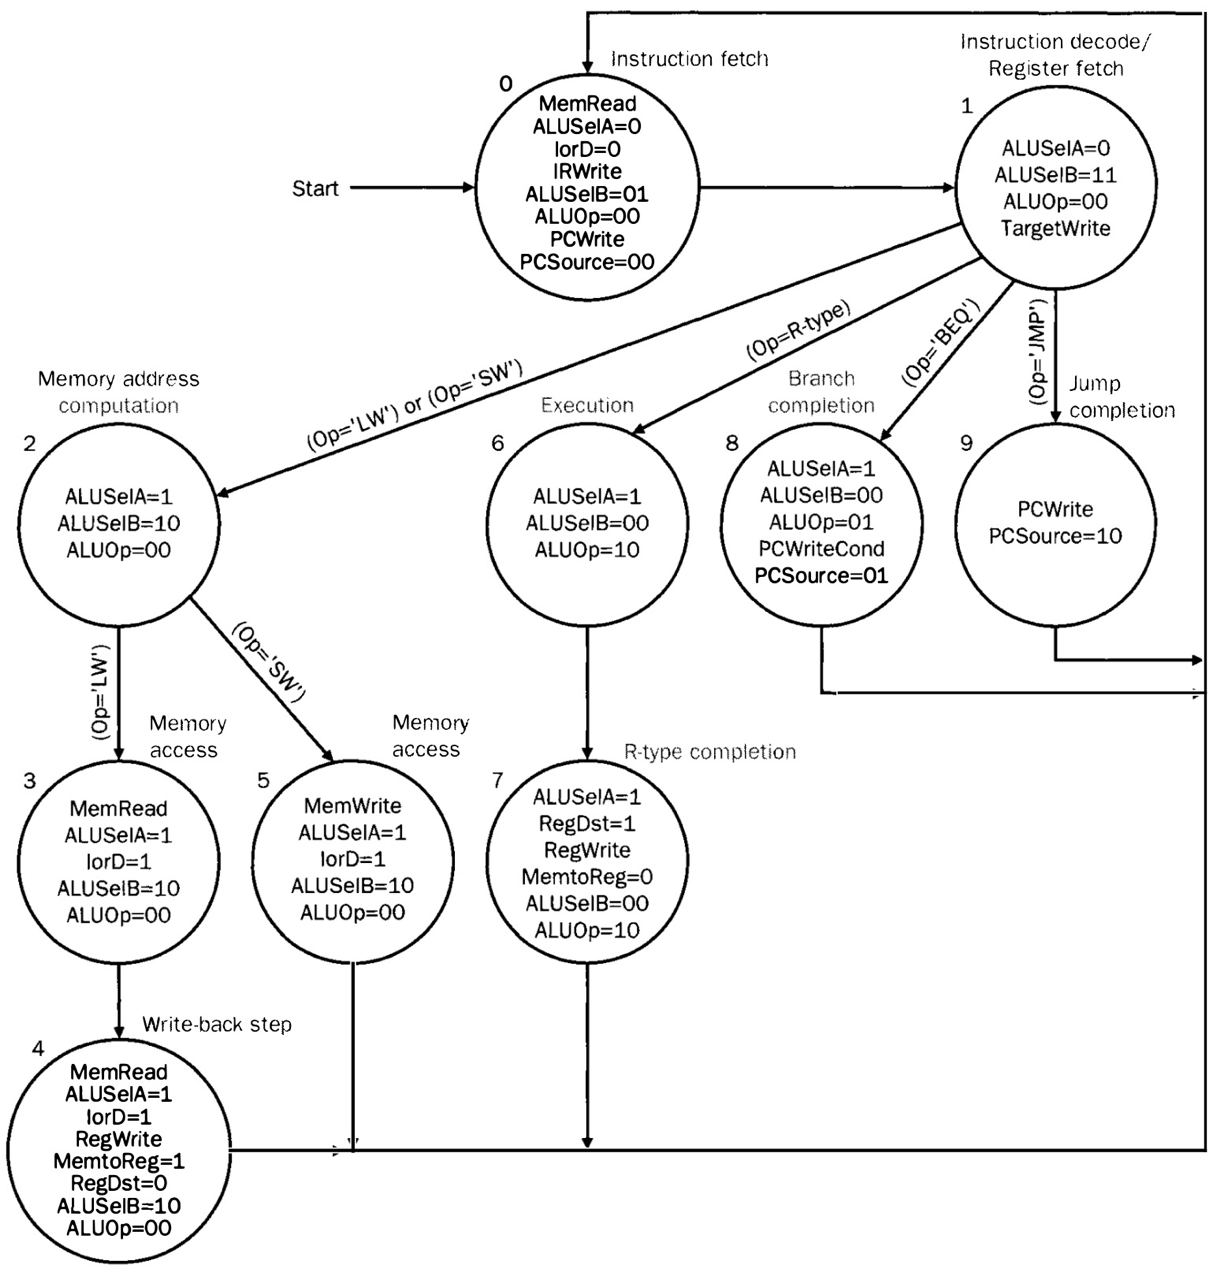 Instruction fetch
Instruction decode/
Register fetch
0
MemRead
ALUSelA=0
IorD=0
IRWrite
ALUSelB=01
ALUOp=00
PCWrite
PCSource=00
1
ALUSelA=0
ALUSelB=11
ALUOp=00
TargetWrite
Start
(Op='LW') or (Op='SW')
(Op=R-type)
(Op='BEQ')
(Op='JMP')
Memory address
computation
2
ALUSelA=1
ALUSelB=10
ALUOp=00
Execution
6
ALUSelA=1
ALUSelB=00
ALUOp=10
Branch
completion
8
ALUSelA=1
ALUSelB=00
ALUOp=01
PCWriteCond
PCSource=01
Jump
completion
9
PCWrite
PCSource=10
(Op='LW')
(Op='SW')
Memory
access
3
MemRead
ALUSelA=1
IorD=1
ALUSelB=10
ALUOp=00
Memory
access
5
MemWrite
ALUSelA=1
IorD=1
ALUSelB=10
ALUOp=00
R-type completion
7
ALUSelA=1
RegDst=1
RegWrite
MemtoReg=0
ALUSelB=00
ALUOp=10
Write-back step
4
MemRead
ALUSelA=1
IorD=1
RegWrite
MemtoReg=1
RegDst=0
ALUSelB=10
ALUOp=00